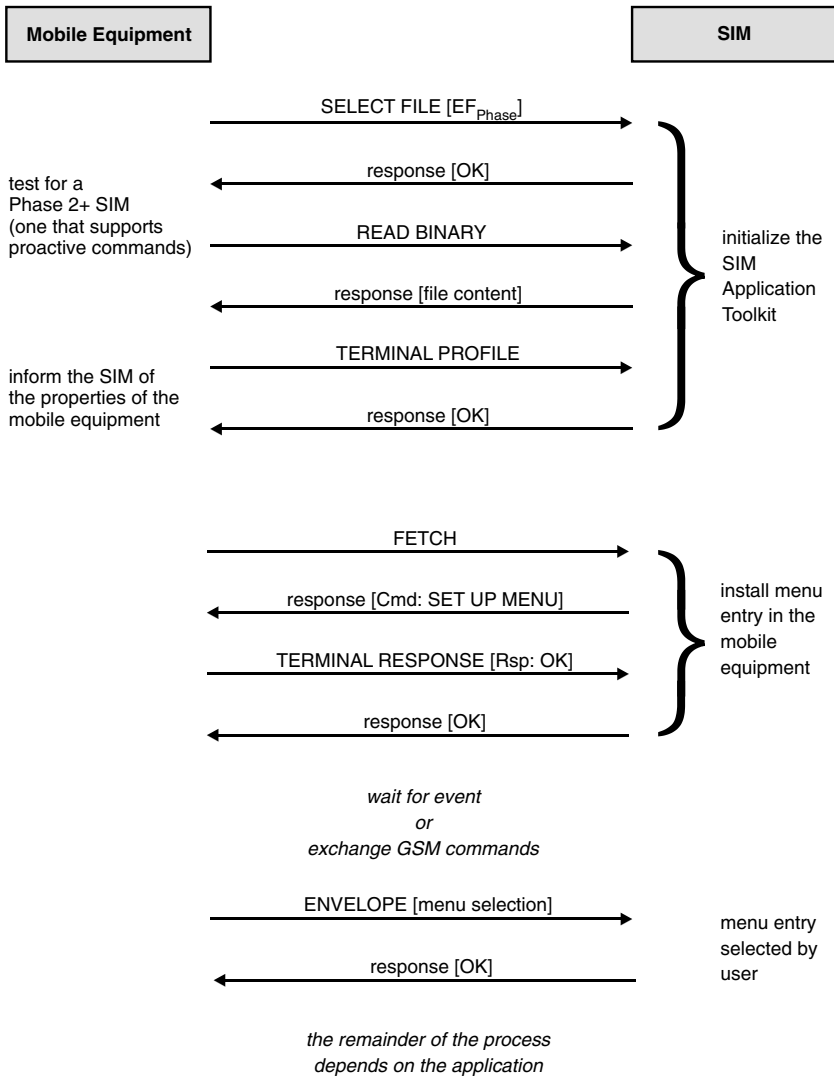 Mobile Equipment
SIM
SELECT FILE [EFPhase]
response [OK]
test for a
Phase 2+ SIM
(one that supports
proactive commands)
READ BINARY
response [file content]
initialize the
SIM
Application
Toolkit
TERMINAL PROFILE
inform the SIM of
the properties of the
mobile equipment
response [OK]
FETCH
response [Cmd: SET UP MENU]
TERMINAL RESPONSE [Rsp: OK]
response [OK]
install menu
entry in the
mobile
equipment
wait for event
or
exchange GSM commands
ENVELOPE [menu selection]
response [OK]
menu entry
selected by
user
the remainder of the process
depends on the application